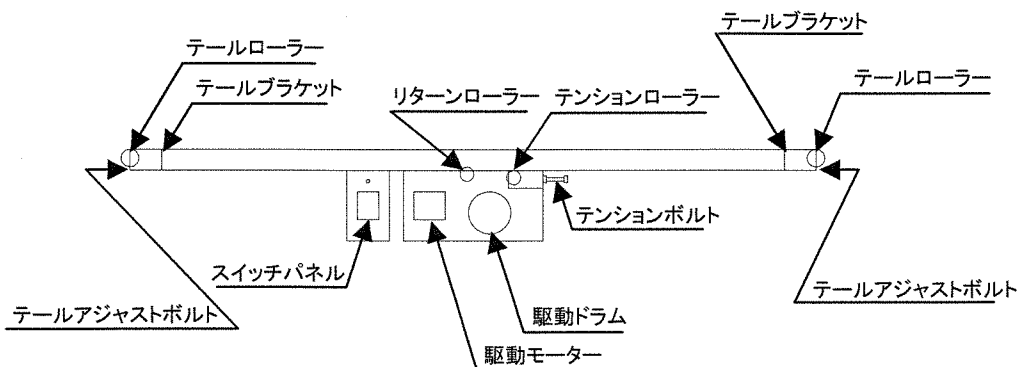 テールブラケット
テールローラー
テールローラー
テールブラケット
リターンローラー
テンションローラー
テンションボルト
スイッチパネル
テールアジャストボルト
テールアジャストボルト
駆動ドラム
駆動モーター